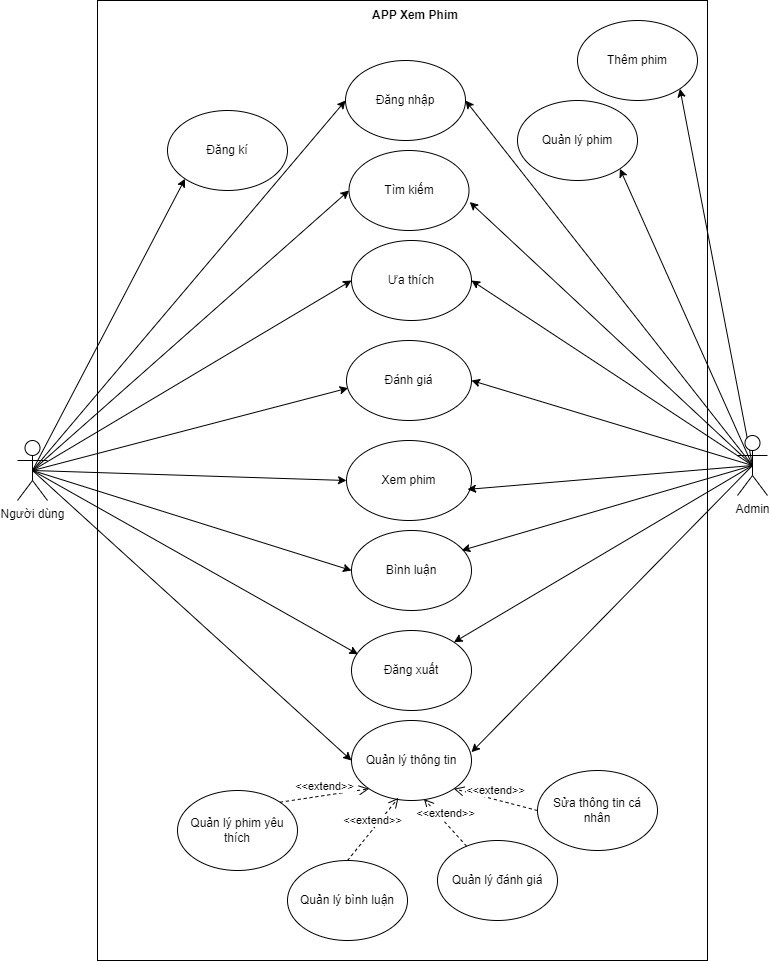 APP Xem Phim
Thêm phim
Đăng nhập
Quản lý phim
Đăng kí
Tìm kiếm
Ưa thích
Đánh giá
Xem phim
Người dùng
Admin
Bình luận
Đăng xuất
Quản lý thông tin
<<extend>>
<<extend>>
<<extend>>
<<extend>>
Quản lý phim yêu
thích
Sửa thông tin cá
nhân
Quản lý bình luận
Quản lý đánh giá